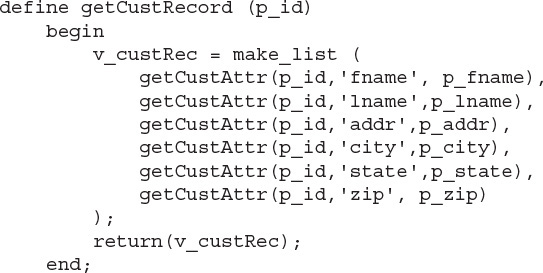 define getCustRecord (p_id)
    begin
        v_custRec = make_list (
            getCustAttr(p_id,'fname', p_fname),
            getCustAttr(p_id,'lname',p_lname),
            getCustAttr(p_id,'addr',p_addr),
            getCustAttr(p_id,'city',p_city),
            getCustAttr(p_id,'state',p_state),
            getCustAttr(p_id,'zip', p_zip)
        );
        return(v_custRec);
    end;